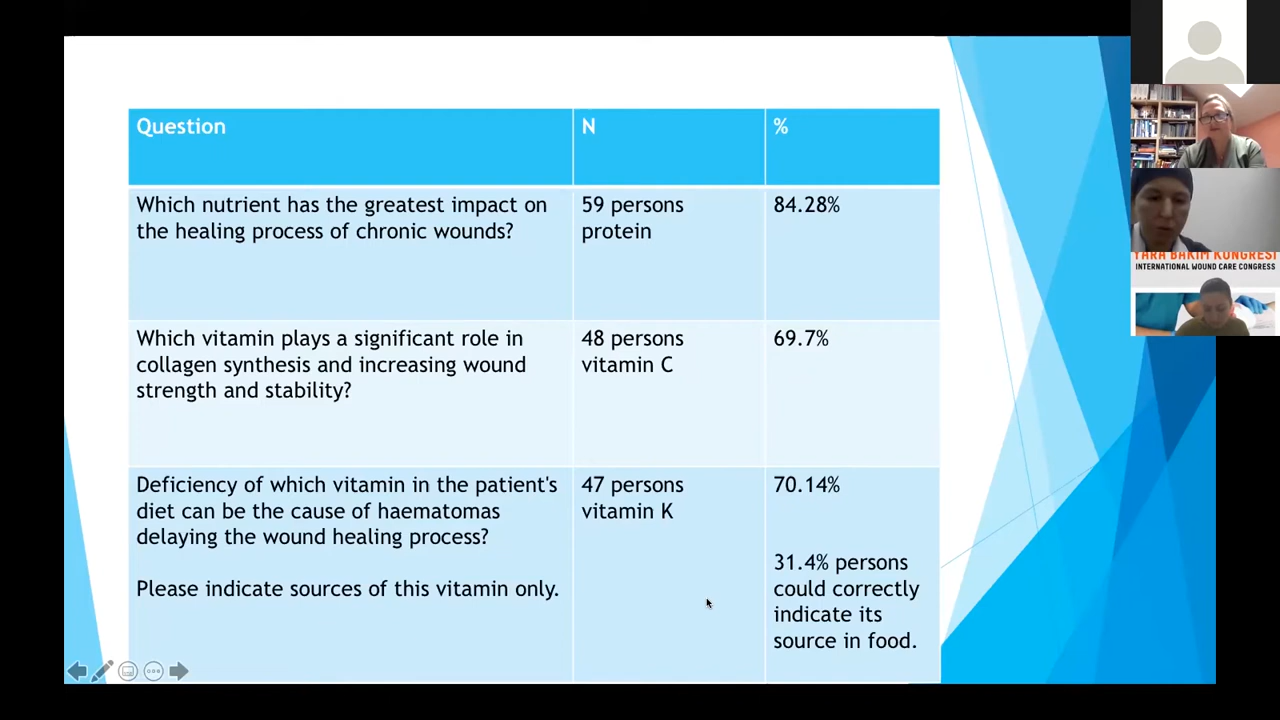 Question
N
%
Which nutrient has the greatest impact on
the healing process of chronic wounds?
59 persons
protein
84.28%
Which vitamin plays a significant role in
collagen synthesis and increasing wound
strength and stability?
48 persons
vitamin C
69.7%
Deficiency of which vitamin in the patient's
diet can be the cause of haematomas
delaying the wound healing process?
Please indicate sources of this vitamin only.
47 persons
vitamin K
70.14%
31.4% persons
could correctly
indicate its
source in food.
YARA BAKIM KONGRESİ
INTERNATIONAL WOUND CARE CONGRESS